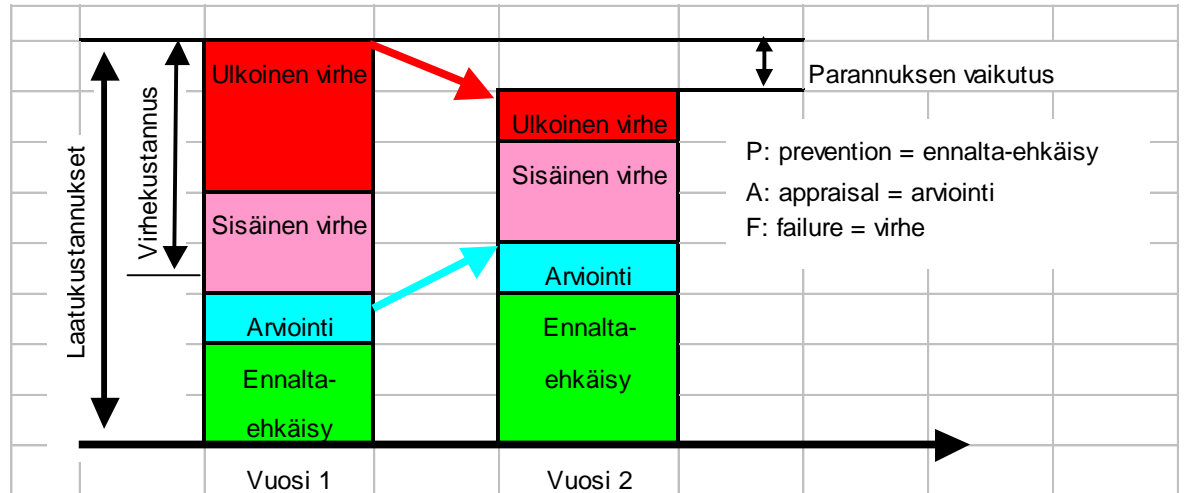 Laatukustannukset
Virhekustannus
Ulkoinen virhe
Sisäinen virhe
Arviointi
Ennalta-
ehkäisy
Vuosi 1
Ulkoinen virhe
Sisäinen virhe
Arviointi
Ennalta-
ehkäisy
Vuosi 2
Parannuksen vaikutus
P: prevention = ennalta-ehkäisy
A: appraisal = arviointi
F: failure = virhe